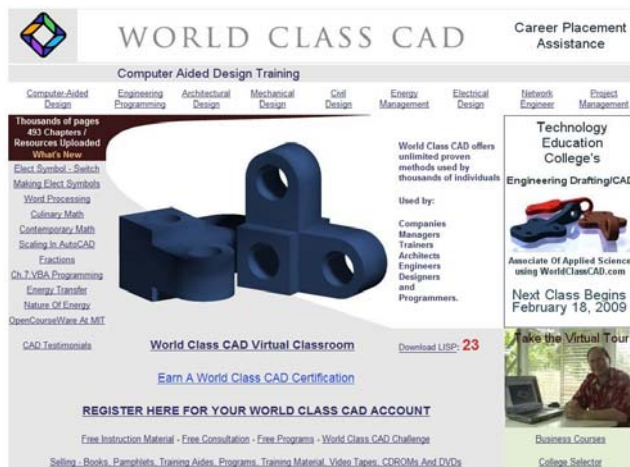 WORLD CLASS CAD
Career Placement
Assistance
Computer Aided Design Training
Computer-Aided
Design
Engineering
Programming
Architectural
Design
Mechanical
Design
Civil
Design
Energy
Management
Electrical
Design
Network
Engineer
Project
Management
Thousands of pages
493 Chapters /
Resources Uploaded
What's New
Elect Symbol - Switch
Making Elect Symbols
Word Processing
Culinary Math
Contemporary Math
Scaling In AutoCAD
Fractions
Ch.7,VBA Programming
Energy Transfer
Nature Of Energy
OpenCourseWare At MIT
CAD Testimonials
World Class CAD offers
unlimited proven
methods used by
thousands of individuals
Used by:
Companies
Managers
Trainers
Architects
Engineers
Designers
and
Programmers.
Technology
Education
College's
Engineering Drafting/CAD
Associate Of Applied Science
using WorldClassCAD.com
Next Class Begins
February 18, 2009
World Class CAD Virtual Classroom
Download LISP: 23
Take the Virtual Tour
Earn A World Class CAD Certification
REGISTER HERE FOR YOUR WORLD CLASS CAD ACCOUNT
Free Instruction Material - Free Consultation - Free Programs - World Class CAD Challenge
Business Courses
Selling - Books, Pamphlets, Training Aides, Programs, Training Material, Video Tapes, CDROMs And DVDs
College Selector